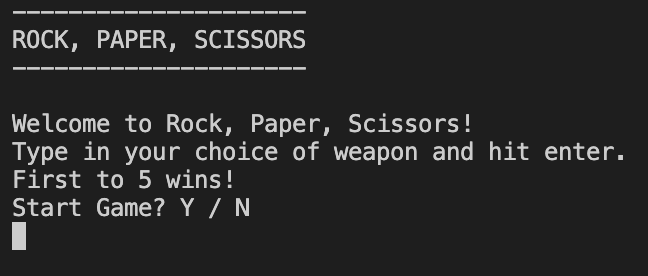 ---------------------
ROCK, PAPER, SCISSORS
---------------------
Welcome to Rock, Paper, Scissors!
Type in your choice of weapon and hit enter.
First to 5 wins!
Start Game? Y / N